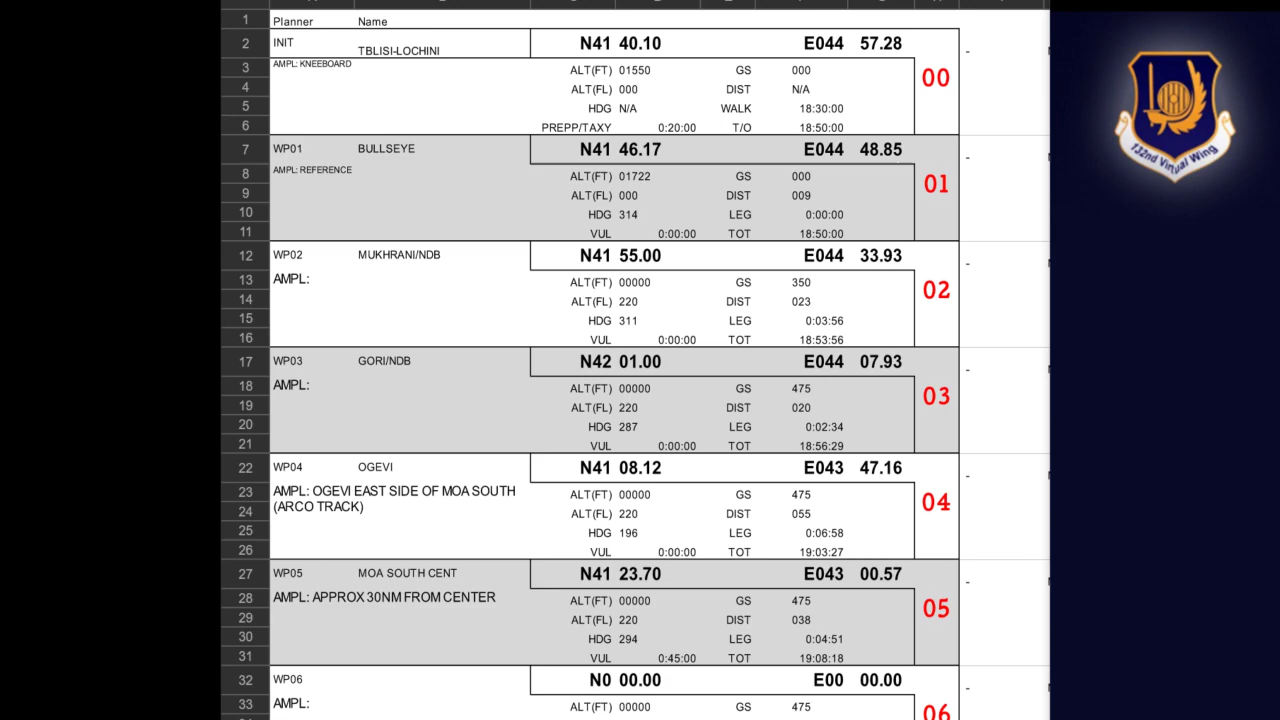 1 Planner Name
2 INIT TBLISI-LOCHINI N41 40.10 E044 57.28
3 AMPL: KNEEBOARD ALT(FT) 01550 GS 000 00
4 ALT(FL) 000 DIST N/A
5 HDG N/A WALK 18:30:00
6 PREPP/TAXY 0:20:00 T/O 18:50:00
7 WP01 BULLSEYE N41 46.17 E044 48.85 -
8 AMPL: REFERENCE ALT(FT) 01722 GS 000 01
9 ALT(FL) 000 DIST 009
10 HDG 314 LEG 0:00:00
11 VUL 0:00:00 TOT 18:50:00
12 WP02 MUKHRANI/NDB N41 55.00 E044 33.93 -
13 AMPL: ALT(FT) 00000 GS 350 02
14 ALT(FL) 220 DIST 023
15 HDG 311 LEG 0:03:56
16 VUL 0:00:00 TOT 18:53:56
17 WP03 GORI/NDB N42 01.00 E044 07.93 -
18 AMPL: ALT(FT) 00000 GS 475 03
19 ALT(FL) 220 DIST 020
20 HDG 287 LEG 0:02:34
21 VUL 0:00:00 TOT 18:56:29
22 WP04 OGEVI N41 08.12 E043 47.16 -
23 AMPL: OGEVI EAST SIDE OF MOA SOUTH ALT(FT) 00000 GS 475 04
24 (ARCO TRACK) ALT(FL) 220 DIST 055
25 HDG 196 LEG 0:06:58
26 VUL 0:00:00 TOT 19:03:27
27 WP05 MOA SOUTH CENT N41 23.70 E043 00.57 -
28 AMPL: APPROX 30NM FROM CENTER ALT(FT) 00000 GS 475 05
29 ALT(FL) 220 DIST 038
30 HDG 294 LEG 0:04:51
31 VUL 0:45:00 TOT 19:08:18
32 WP06 N0 00.00 E00 00.00 -
33 AMPL: ALT(FT) 00000 GS 475 06
132nd Virtual Wing